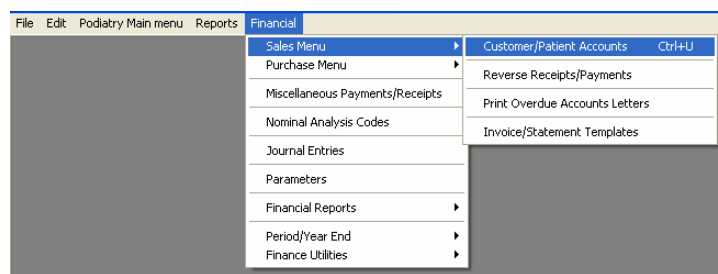 File Edit Podiatry Main menu Reports Financial
Sales Menu
Purchase Menu
Miscellaneous Payments/Receipts
Nominal Analysis Codes
Journal Entries
Parameters
Financial Reports
Period/Year End
Finance Utilities
Customer/Patient Accounts Ctrl+U
Reverse Receipts/Payments
Print Overdue Accounts Letters
Invoice/Statement Templates